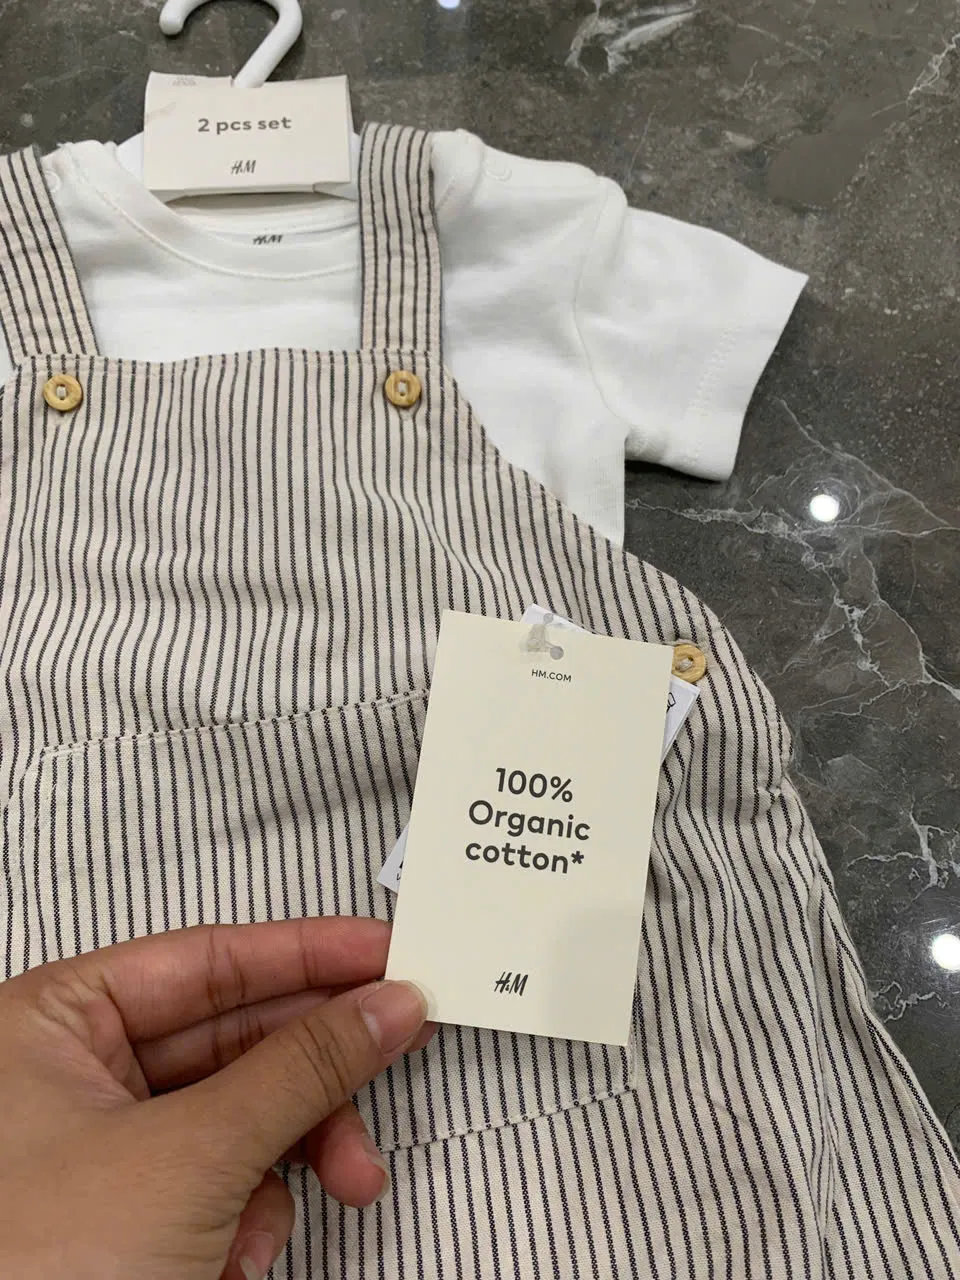 2 pcs set
H&M
H&M
HM.COM
100%
Organic
cotton*
H&M